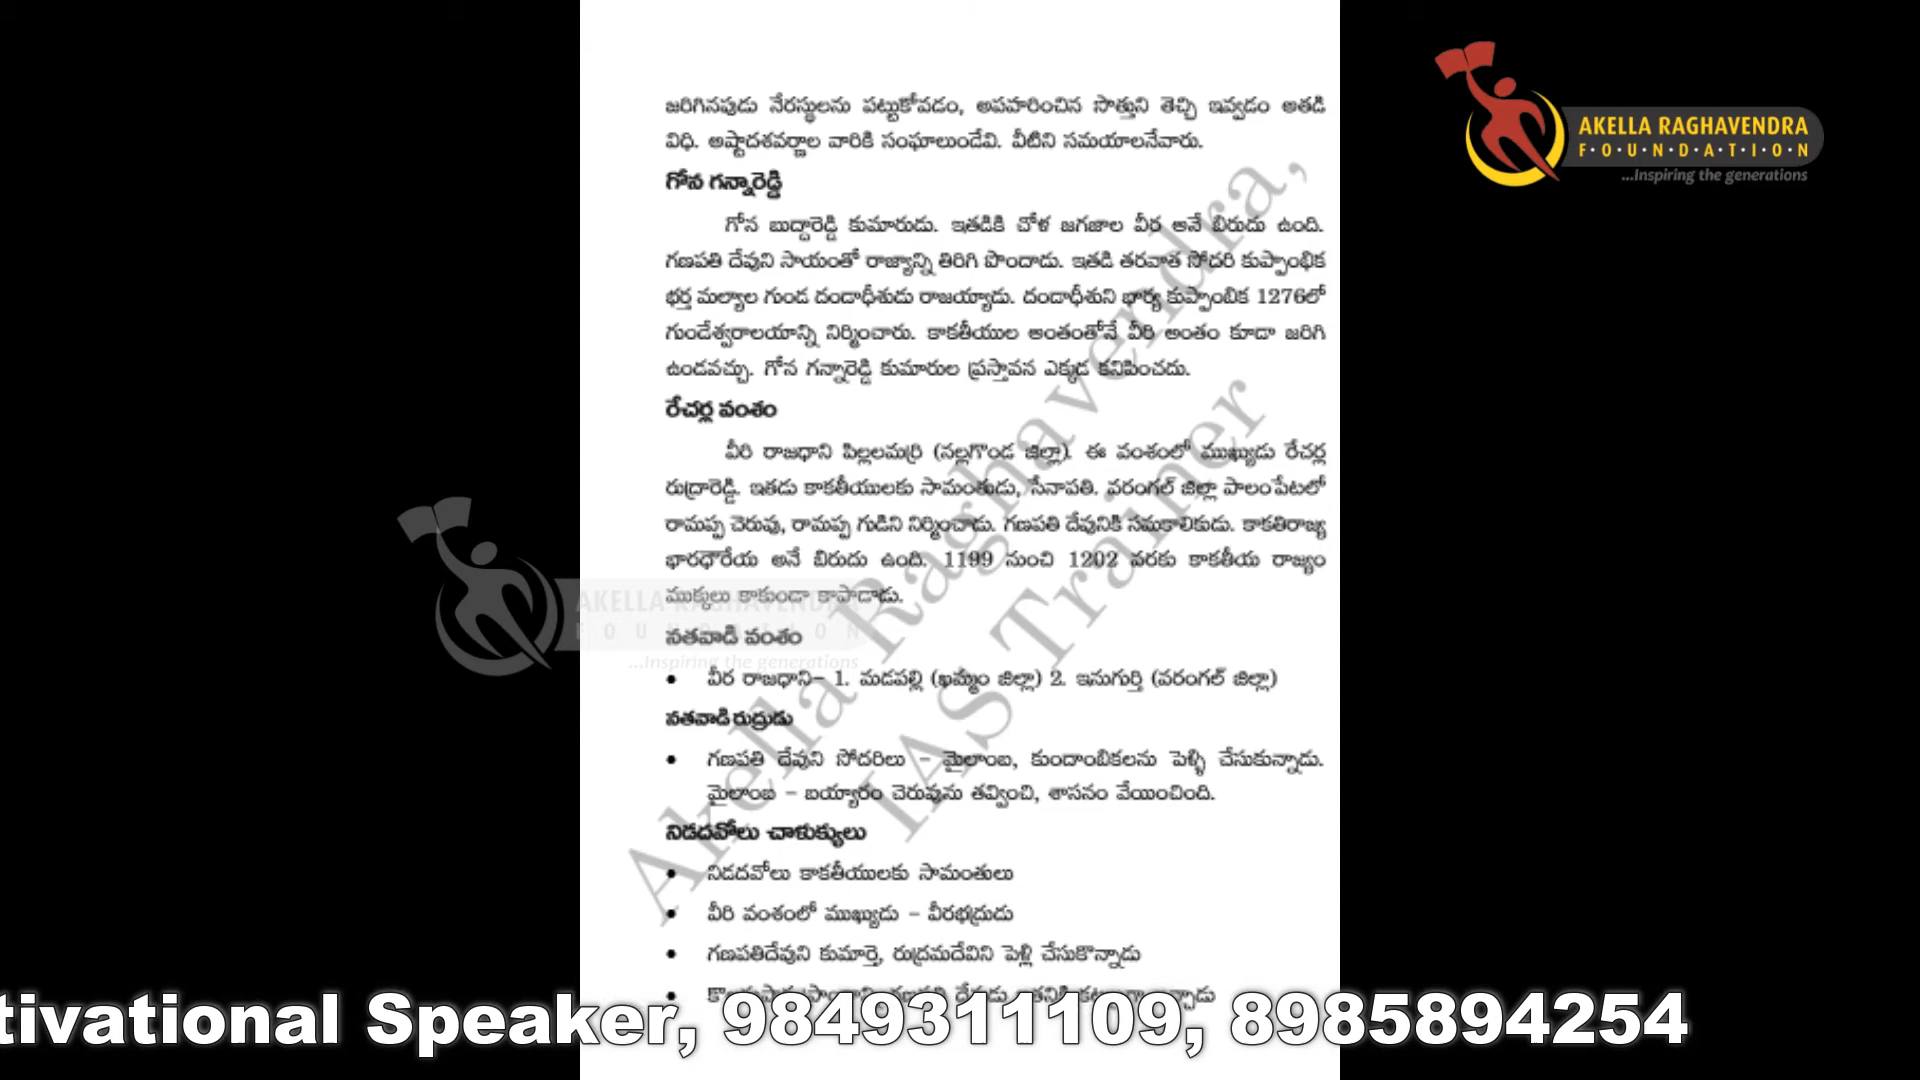 జరిగినపుడు నేరస్థులను పట్టుకోవడం, అపహరించిన సొత్తుని తెచ్చి ఇవ్వడం అతడి
విధి. అష్టాదశవర్ణాల వారికి సంఘాలుండేవి. వీటిని సమయాలనేవారు.
గోన గన్నారెడ్డి
గోన బుద్దారెడ్డి కుమారుడు. ఇతడికి చోళ జగజాల వీర అనే బిరుదు ఉంది.
గణపతి దేవుని సాయంతో రాజ్యాన్ని తిరిగి పొందాడు. ఇతడి తరవాత సోదరి కుప్పాంభిక
భర్త మల్యాల గుండ దండాధీశుడు రాజయ్యాడు. దండాధీశుని భార్య కుప్పాంబిక 1276లో
గుండేశ్వరాలయాన్ని నిర్మించారు. కాకతీయుల అంతంతోనే వీరి అంతం కూడా జరిగి
ఉండవచ్చు. గోన గన్నారెడ్డి కుమారుల ప్రస్తావన ఎక్కడ కనిపించదు.
రేచర్ల వంశం
వీరి రాజధాని పిల్లలమర్రి (నల్లగొండ జిల్లా). ఈ వంశంలో ముఖ్యుడు రేచర్ల
రుద్రారెడ్డి. ఇతడు కాకతీయులకు సామంతుడు, సేనాపతి. వరంగల్ జిల్లా పాలంపేటలో
రామప్ప చెరువు, రామప్ప గుడిని నిర్మించాడు. గణపతి దేవునికి సమకాలికుడు. కాకతిరాజ్య
భారధౌరేయ అనే బిరుదు ఉంది. 1199 నుంచి 1202 వరకు కాకతీయ రాజ్యం
ముక్కలు కాకుండా కాపాడాడు.
నతవాడి వంశం
• వీర రాజధాని– 1. మడపల్లి (ఖమ్మం జిల్లా) 2. ఇనుగుర్తి (వరంగల్ జిల్లా)
నతవాడి రుద్రుడు
• గణపతి దేవుని సోదరిలు – మైలాంబ, కుందాంబికలను పెళ్ళి చేసుకున్నాడు.
మైలాంబ – బయ్యారం చెరువును తవ్వించి, శాసనం వేయించింది.
నిడదవోలు చాళుక్యులు
• నిడదవోలు కాకతీయులకు సామంతులు
• వీరి వంశంలో ముఖ్యుడు – వీరభద్రుడు
• గణపతిదేవుని కుమార్తె, రుద్రమదేవిని పెళ్లి చేసుకొన్నాడు
Akella Raghavendra,
IAS Trainer
AKELLA RAGHAVENDRA
F·O·U·N·D·A·T·I·O·N
...Inspiring the generations
AKELLA RAGHAVENDRA
FOUNDATION
...Inspiring the generations
tivational Speaker, 9849311109, 8985894254